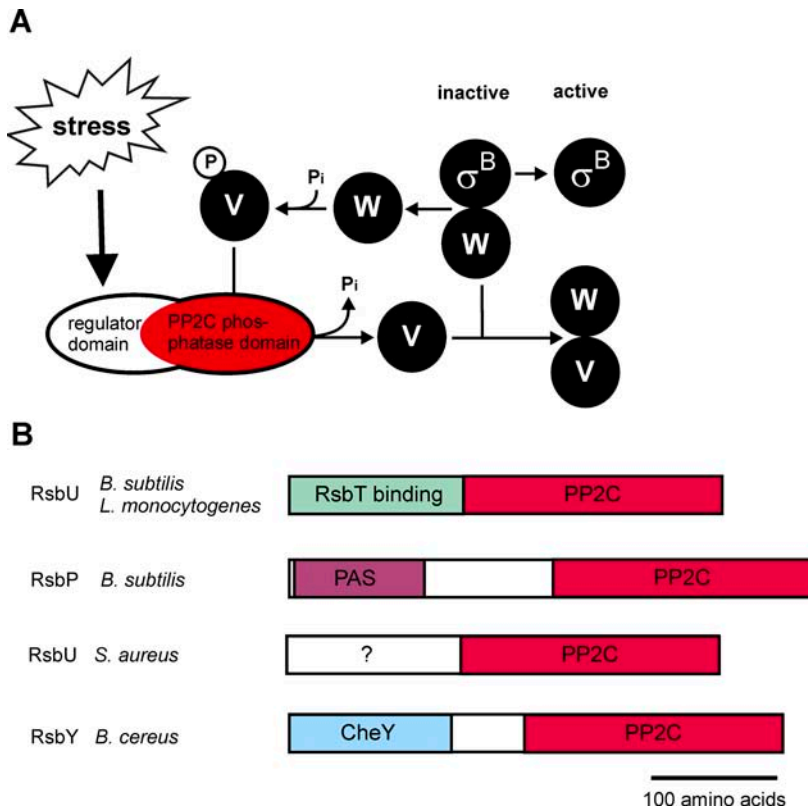 A
stress
inactive active
P
V
Pi
W
σB
σB
W
regulator
domain
PP2C phos-
phatase domain
Pi
V
W
V
B
RsbU B. subtilis
L. monocytogenes
RsbT binding PP2C
RsbP B. subtilis PAS PP2C
RsbU S. aureus ? PP2C
RsbY B. cereus CheY PP2C
100 amino acids